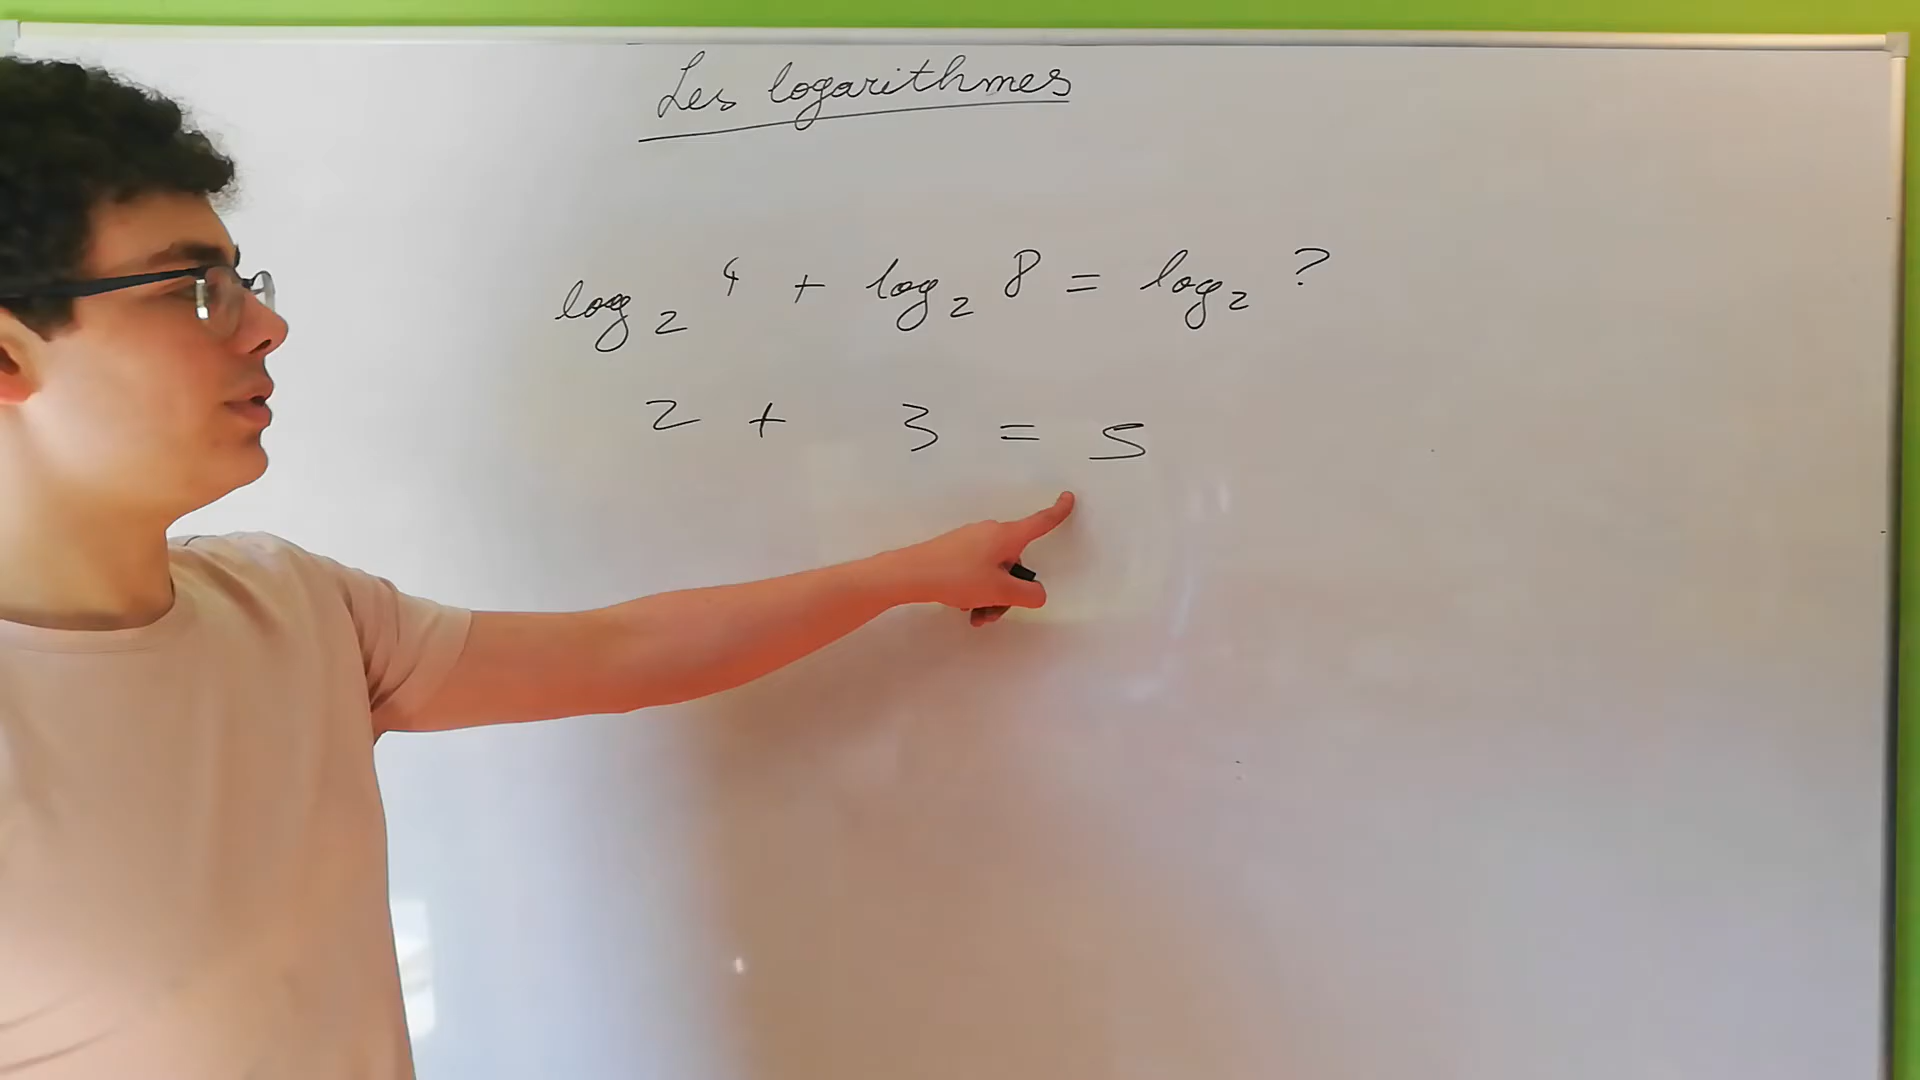 Les logarithmes
log₂ 4 + log₂ 8 = log₂ ?
2 + 3 = 5